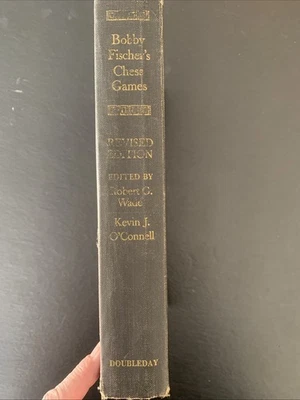 Bobby
Fischer's
Chess
Games
REVISED
EDITION
EDITED BY
Robert G.
Wade
Kevin J.
O'Connell
DOUBLEDAY